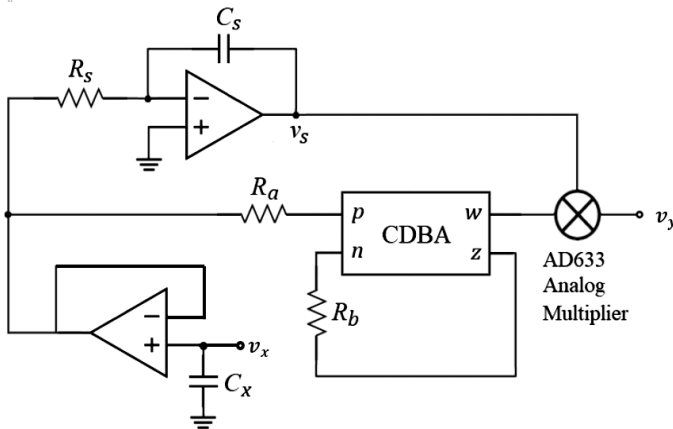 C_s
R_s
−
+
v_s
R_a
p
w
CDBA
n
z
v_y
AD633
Analog
Multiplier
R_b
−
+
v_x
C_x